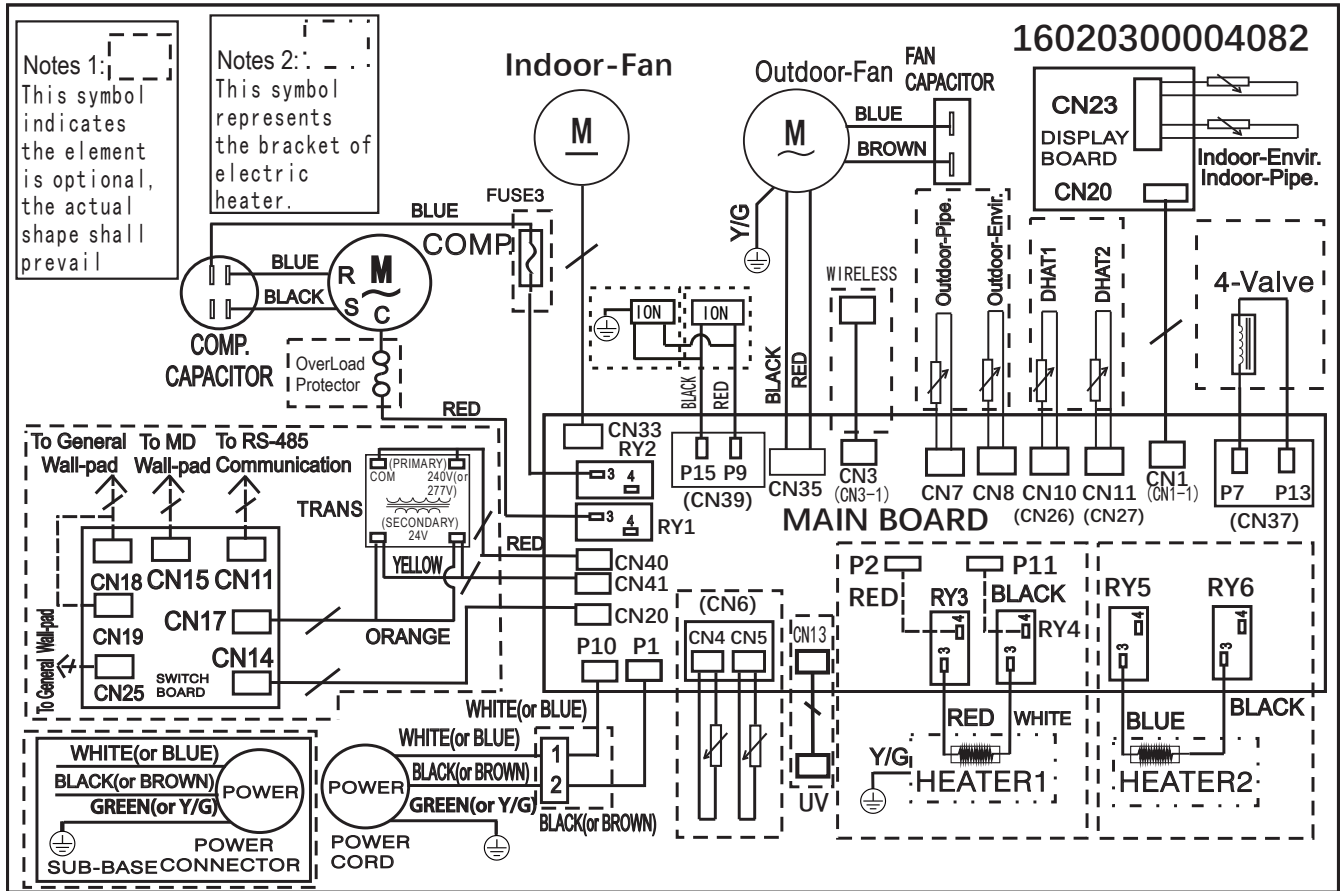 Notes 1:
This symbol
indicates
the element
is optional,
the actual
shape shall
prevail
Notes 2:
This symbol
represents
the bracket of
electric
heater.
Indoor-Fan
M
Outdoor-Fan
M
FAN
CAPACITOR
BLUE
BROWN
Y/G
16020300004082
CN23
DISPLAY
BOARD
CN20
Indoor-Envir.
Indoor-Pipe.
FUSE3
BLUE
COMP
BLUE
BLACK
R
S
C
M
COMP.
CAPACITOR
OverLoad
Protector
RED
ION
ION
BLACK
RED
BLACK
RED
WIRELESS
Outdoor-Pipe.
Outdoor-Envir.
DHAT1
DHAT2
4-Valve
To General
Wall-pad
To MD
Wall-pad
To RS-485
Communication
TRANS
(PRIMARY)
COM
240V(or
277V)
(SECONDARY)
24V
YELLOW
RED
ORANGE
CN18
CN15
CN11
CN19
CN17
CN25
CN14
SWITCH
BOARD
To General Wall-pad
CN33
RY2
3
4
RY1
3
4
CN40
CN41
CN20
P10
P1
P15
P9
(CN39)
CN35
CN3
(CN3-1)
CN7
CN8
CN10
(CN26)
CN11
(CN27)
CN1
(CN1-1)
P7
P13
(CN37)
MAIN BOARD
(CN6)
CN4
CN5
CN13
UV
P2
P11
RED
BLACK
RY3
4
3
RY4
4
3
RED
WHITE
Y/G
HEATER1
RY5
4
3
RY6
4
3
BLUE
BLACK
HEATER2
WHITE(or BLUE)
BLACK(or BROWN)
GREEN(or Y/G)
POWER
SUB-BASE
POWER
CONNECTOR
POWER
POWER
CORD
WHITE(or BLUE)
WHITE(or BLUE)
BLACK(or BROWN)
GREEN(or Y/G)
1
2
BLACK(or BROWN)